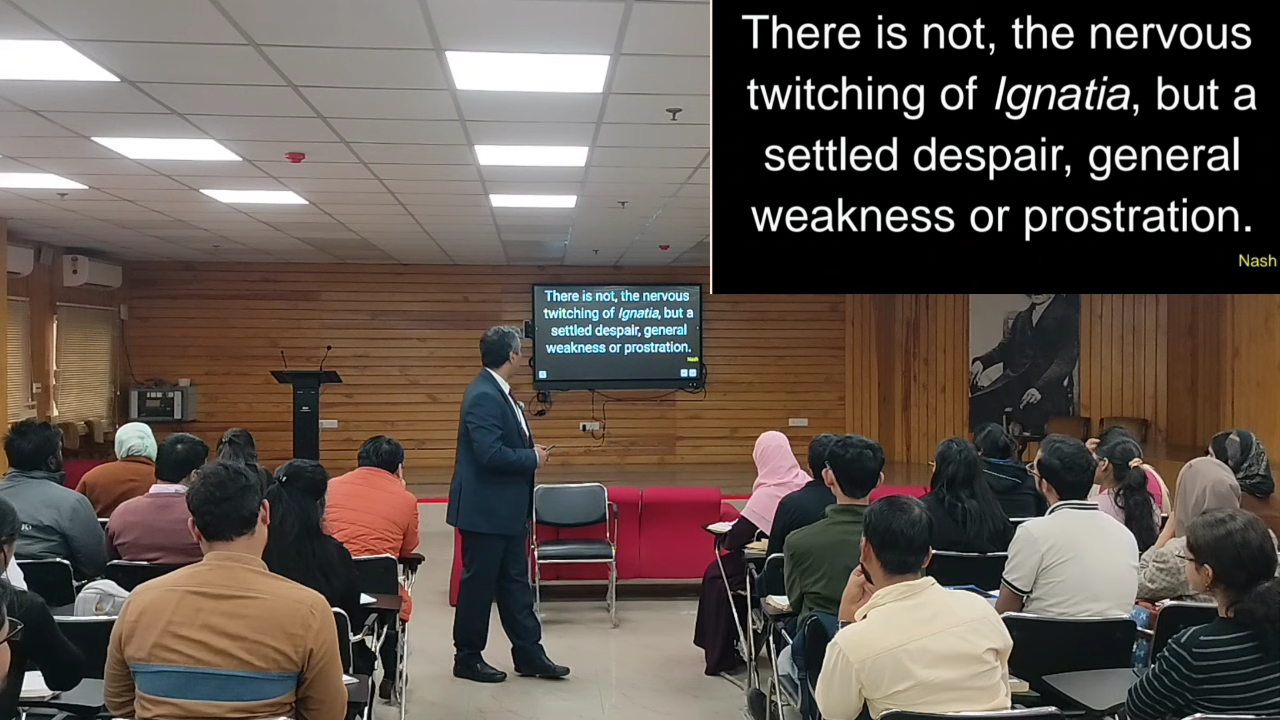 There is not, the nervous
twitching of Ignatia, but a
settled despair, general
weakness or prostration.
Nash
There is not, the nervous
twitching of Ignatia, but a
settled despair, general
weakness or prostration.
Nash